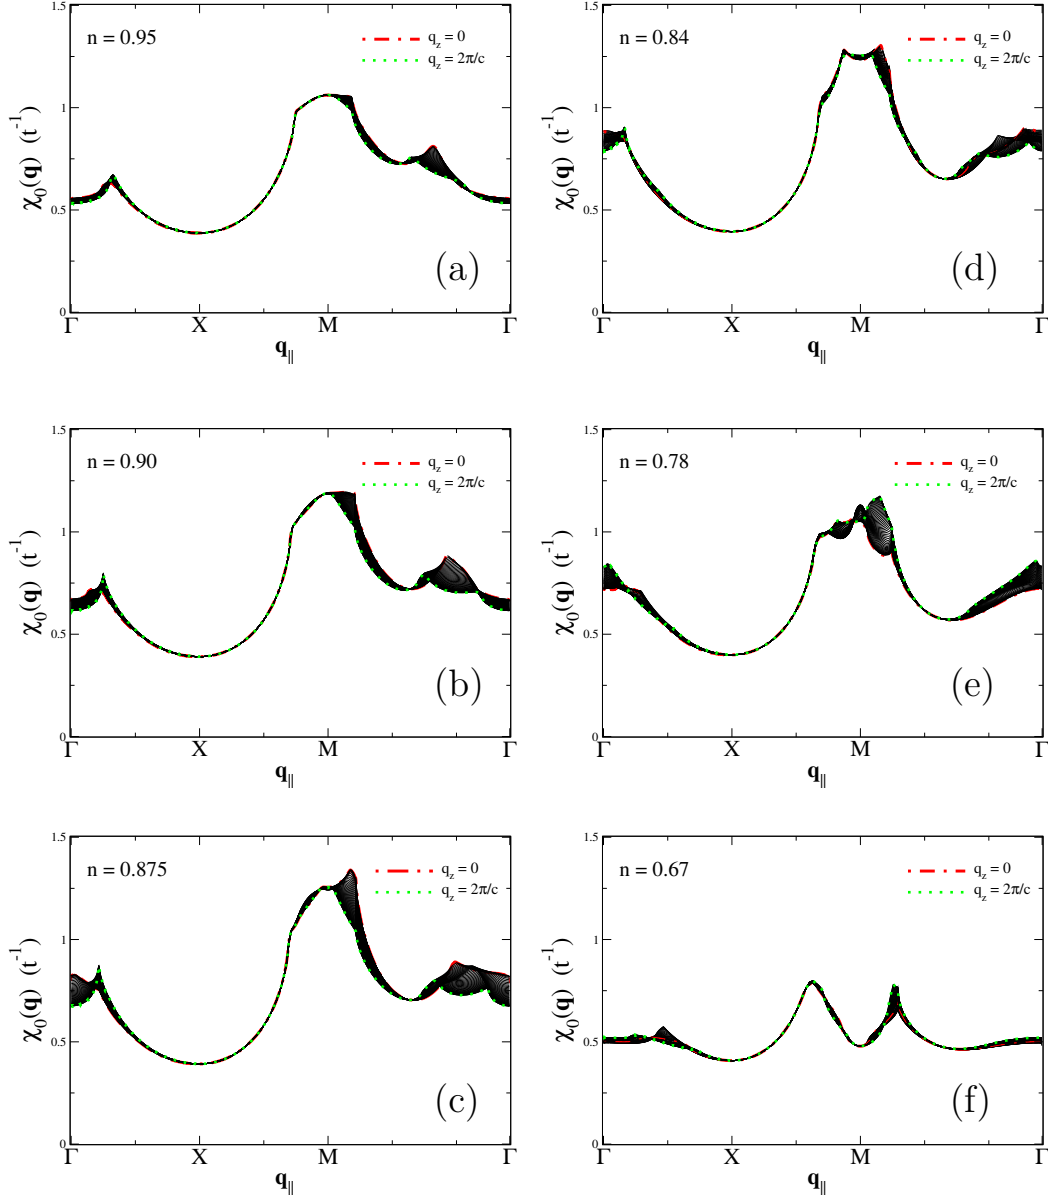 n = 0.95
q_z = 0
q_z = 2π/c
1.5
1
0.5
0
χ_0(q) (t^-1)
(a)
Γ X M Γ
q_||
n = 0.84
q_z = 0
q_z = 2π/c
1.5
1
0.5
0
χ_0(q) (t^-1)
(d)
Γ X M Γ
q_||
n = 0.90
q_z = 0
q_z = 2π/c
1.5
1
0.5
0
χ_0(q) (t^-1)
(b)
Γ X M Γ
q_||
n = 0.78
q_z = 0
q_z = 2π/c
1.5
1
0.5
0
χ_0(q) (t^-1)
(e)
Γ X M Γ
q_||
n = 0.875
q_z = 0
q_z = 2π/c
1.5
1
0.5
0
χ_0(q) (t^-1)
(c)
Γ X M Γ
q_||
n = 0.67
q_z = 0
q_z = 2π/c
1.5
1
0.5
0
χ_0(q) (t^-1)
(f)
Γ X M Γ
q_||